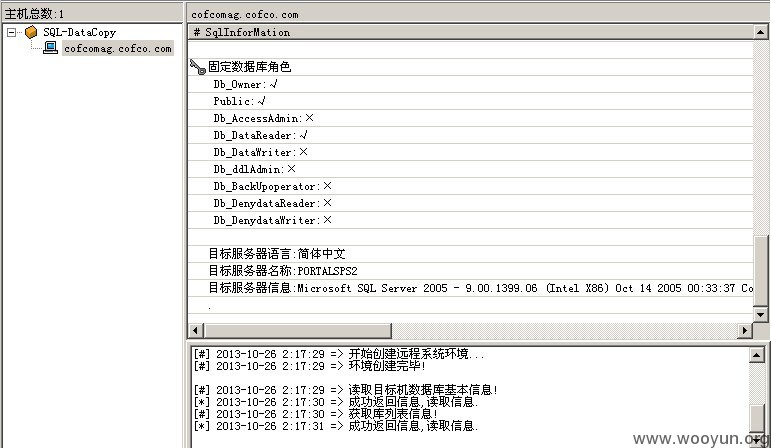 主机总数:1
SQL-DataCopy
cofcomag.cofco.com
cofcomag.cofco.com
# SqlInforMation
固定数据库角色
Db_Owner:√
Public:√
Db_AccessAdmin:×
Db_DataReader:√
Db_DataWriter:×
Db_ddlAdmin:×
Db_BackUpoperator:×
Db_DenydataReader:×
Db_DenydataWriter:×
目标服务器语言:简体中文
目标服务器名称:PORTALSPS2
目标服务器信息:Microsoft SQL Server 2005 - 9.00.1399.06 (Intel X86) Oct 14 2005 00:33:37 Co
.
[#] 2013-10-26 2:17:29 => 开始创建远程系统环境...
[#] 2013-10-26 2:17:29 => 环境创建完毕!
[#] 2013-10-26 2:17:29 => 读取目标机数据库基本信息!
[*] 2013-10-26 2:17:30 => 成功返回信息,读取信息.
[#] 2013-10-26 2:17:30 => 获取库列表信息!
[*] 2013-10-26 2:17:31 => 成功返回信息,读取信息.
www.wooyun.org